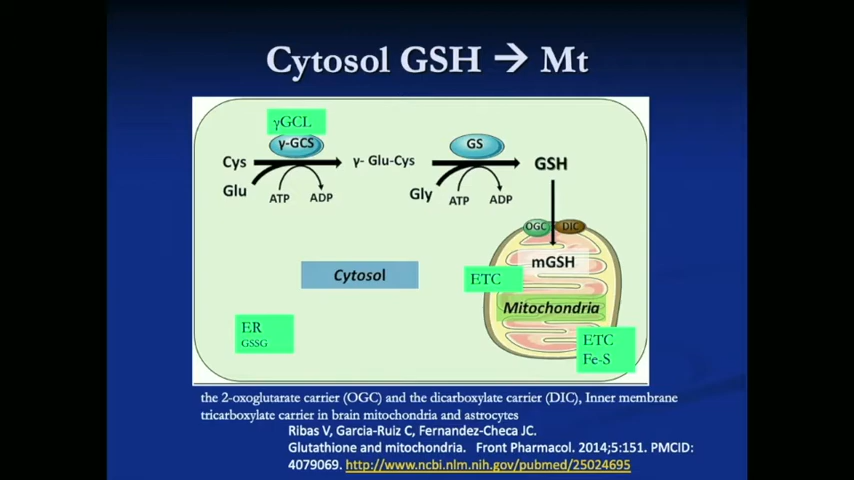 Cytosol GSH → Mt
γGCL
γ-GCS
GS
Cys
γ- Glu-Cys
GSH
Glu
ATP
ADP
Gly
ATP
ADP
OGC
DIC
mGSH
Cytosol
ETC
Mitochondria
ER
GSSG
ETC
Fe-S
the 2-oxoglutarate carrier (OGC) and the dicarboxylate carrier (DIC), Inner membrane
tricarboxylate carrier in brain mitochondria and astrocytes
Ribas V, Garcia-Ruiz C, Fernandez-Checa JC.
Glutathione and mitochondria. Front Pharmacol. 2014;5:151. PMCID:
4079069. http://www.ncbi.nlm.nih.gov/pubmed/25024695